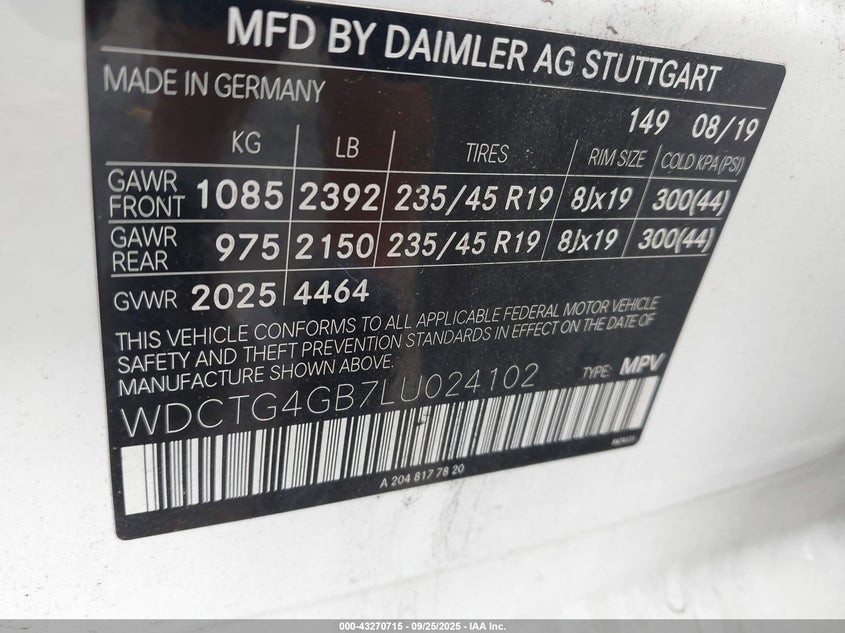 MFD BY DAIMLER AG STUTTGART
MADE IN GERMANY
149 08/19
KG LB TIRES RIM SIZE COLD KPA(PSI)
GAWR FRONT 1085 2392 235/45 R19 8Jx19 300(44)
GAWR REAR 975 2150 235/45 R19 8Jx19 300(44)
GVWR 2025 4464
THIS VEHICLE CONFORMS TO ALL APPLICABLE FEDERAL MOTOR VEHICLE
SAFETY AND THEFT PREVENTION STANDARDS IN EFFECT ON THE DATE OF
MANUFACTURE SHOWN ABOVE.
TYPE: MPV
WDCTG4GB7LU024102
A 204 817 78 20
000-43270715 - 09/25/2025 - IAA Inc.